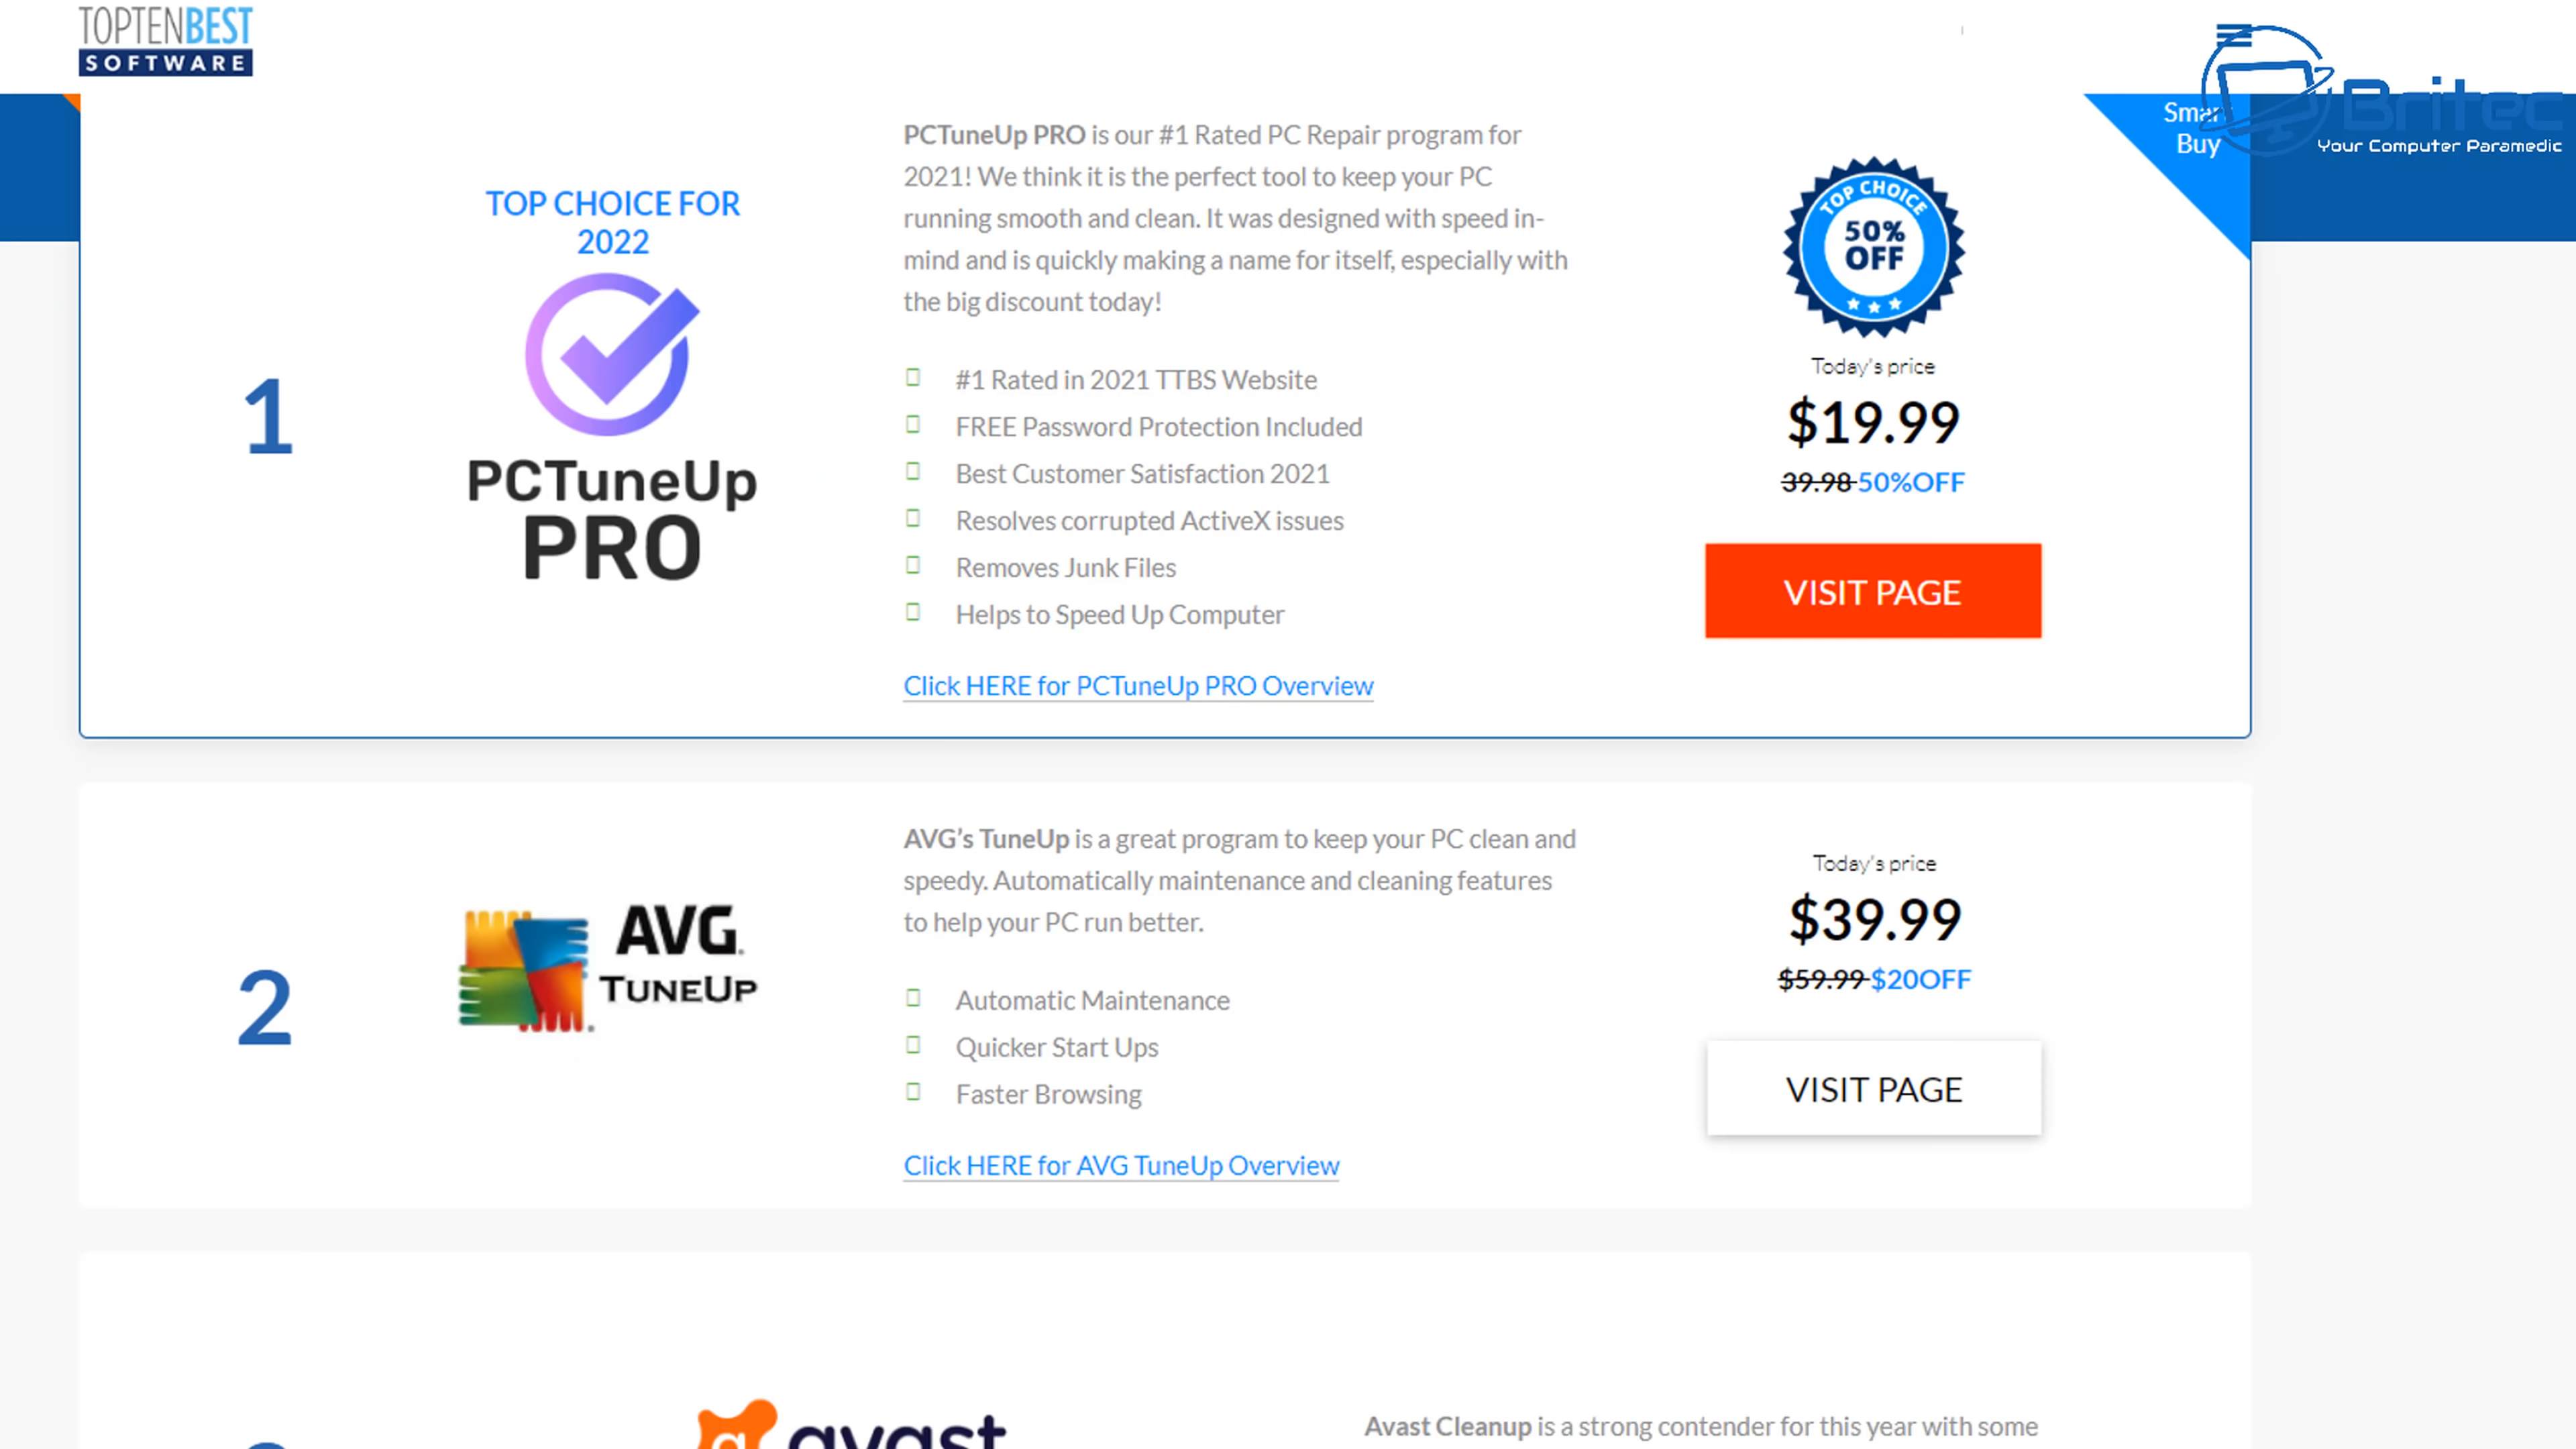 TOPTENBEST
SOFTWARE
Britec
Your Computer Paramedic
Smart
Buy
1
TOP CHOICE FOR
2022
PCTuneUp
PRO
PCTuneUp PRO is our #1 Rated PC Repair program for
2021! We think it is the perfect tool to keep your PC
running smooth and clean. It was designed with speed in-
mind and is quickly making a name for itself, especially with
the big discount today!
#1 Rated in 2021 TTBS Website
FREE Password Protection Included
Best Customer Satisfaction 2021
Resolves corrupted ActiveX issues
Removes Junk Files
Helps to Speed Up Computer
Click HERE for PCTuneUp PRO Overview
TOP CHOICE
50%
OFF
Today's price
$19.99
39.98 50%OFF
VISIT PAGE
2
AVG
TUNEUP
AVG’s TuneUp is a great program to keep your PC clean and
speedy. Automatically maintenance and cleaning features
to help your PC run better.
Automatic Maintenance
Quicker Start Ups
Faster Browsing
Click HERE for AVG TuneUp Overview
Today's price
$39.99
$59.99 $20OFF
VISIT PAGE
avast
Avast Cleanup is a strong contender for this year with some